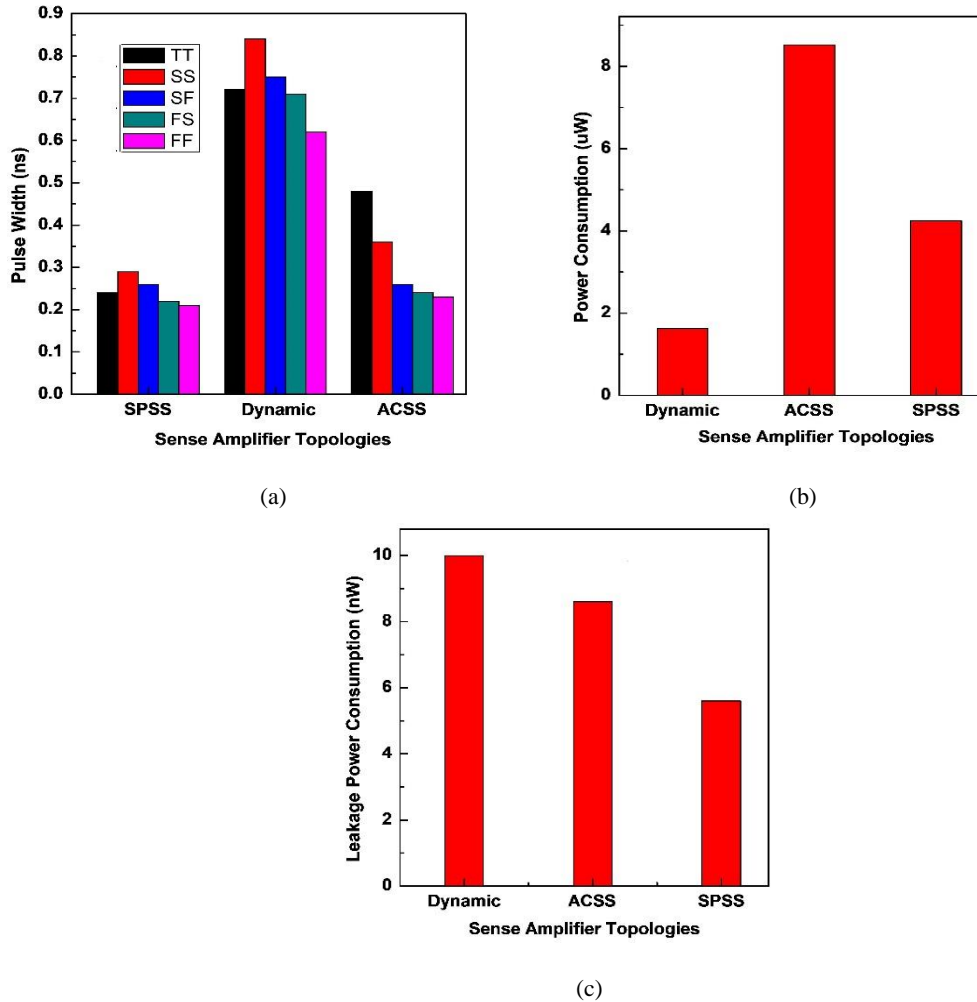 0.9
0.8
0.7
0.6
0.5
0.4
0.3
0.2
0.1
0.0
Pulse Width (ns)
TT
SS
SF
FS
FF
SPSS Dynamic ACSS
Sense Amplifier Topologies
(a)
8
6
4
2
0
Power Consumption (uW)
Dynamic ACSS SPSS
Sense Amplifier Topologies
(b)
10
8
6
4
2
0
Leakage Power Consumption (nW)
Dynamic ACSS SPSS
Sense Amplifier Topologies
(c)